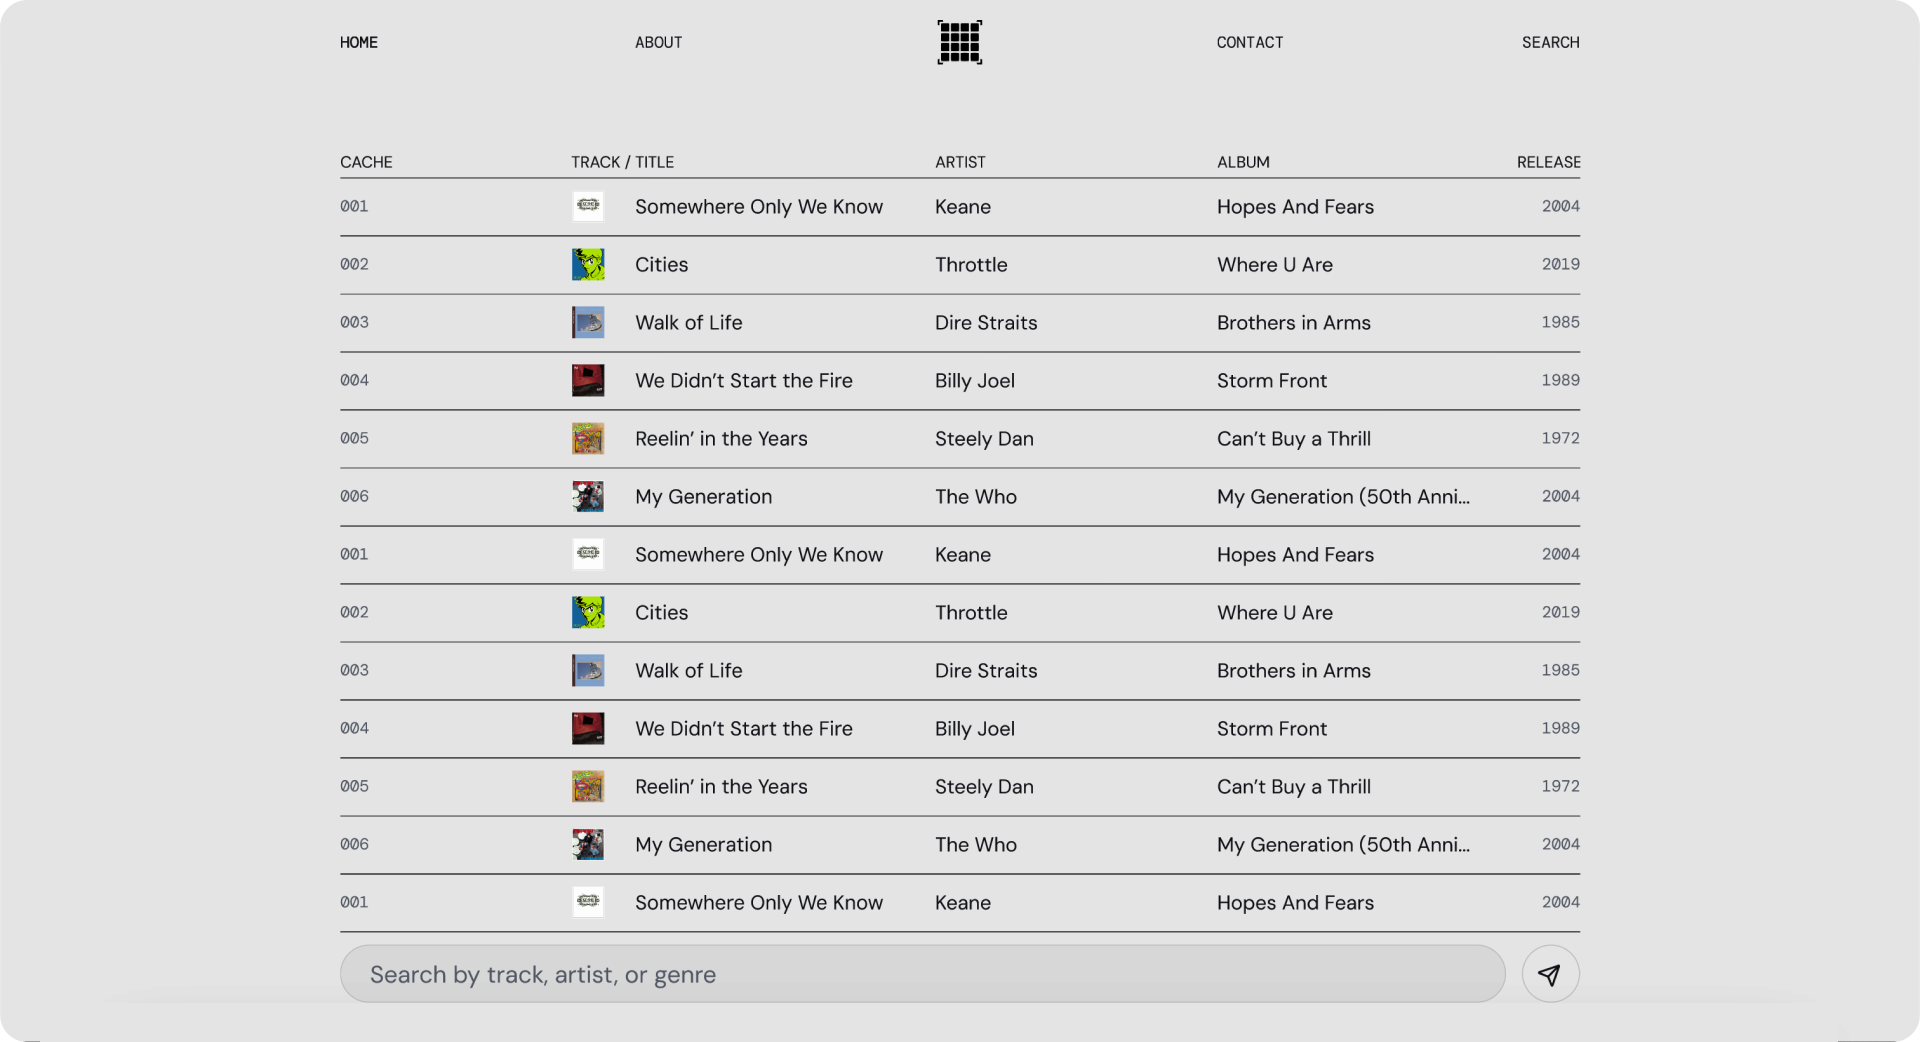 HOME ABOUT CONTACT SEARCH
CACHE TRACK / TITLE ARTIST ALBUM RELEASE
001 Somewhere Only We Know Keane Hopes And Fears 2004
002 Cities Throttle Where U Are 2019
003 Walk of Life Dire Straits Brothers in Arms 1985
004 We Didn’t Start the Fire Billy Joel Storm Front 1989
005 Reelin’ in the Years Steely Dan Can’t Buy a Thrill 1972
006 My Generation The Who My Generation (50th Anni... 2004
001 Somewhere Only We Know Keane Hopes And Fears 2004
002 Cities Throttle Where U Are 2019
003 Walk of Life Dire Straits Brothers in Arms 1985
004 We Didn’t Start the Fire Billy Joel Storm Front 1989
005 Reelin’ in the Years Steely Dan Can’t Buy a Thrill 1972
006 My Generation The Who My Generation (50th Anni... 2004
001 Somewhere Only We Know Keane Hopes And Fears 2004
Search by track, artist, or genre